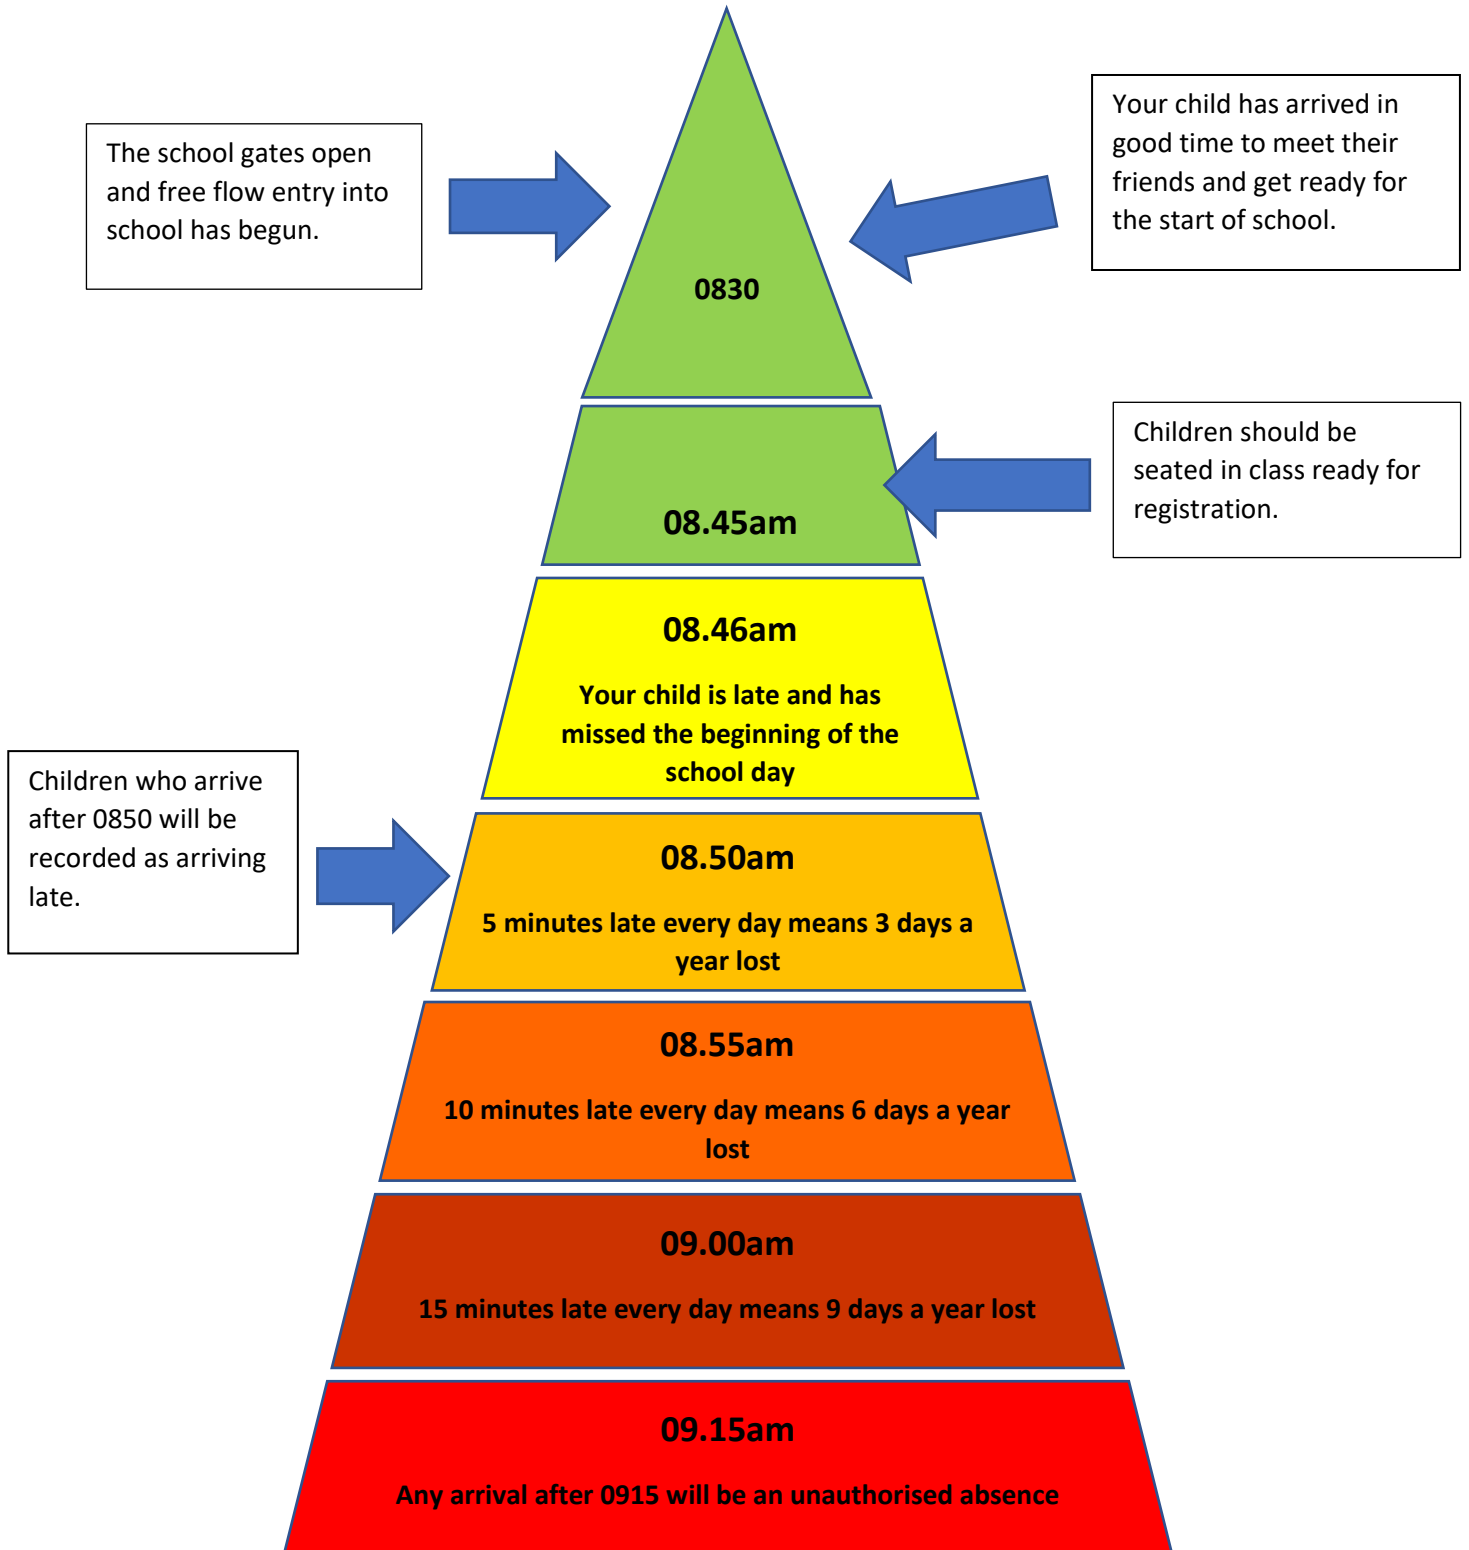 The school gates open
and free flow entry into
school has begun.
Your child has arrived in
good time to meet their
friends and get ready for
the start of school.
0830
Children should be
seated in class ready for
registration.
08.45am
08.46am
Your child is late and has
missed the beginning of the
school day
Children who arrive
after 0850 will be
recorded as arriving
late.
08.50am
5 minutes late every day means 3 days a
year lost
08.55am
10 minutes late every day means 6 days a year
lost
09.00am
15 minutes late every day means 9 days a year lost
09.15am
Any arrival after 0915 will be an unauthorised absence